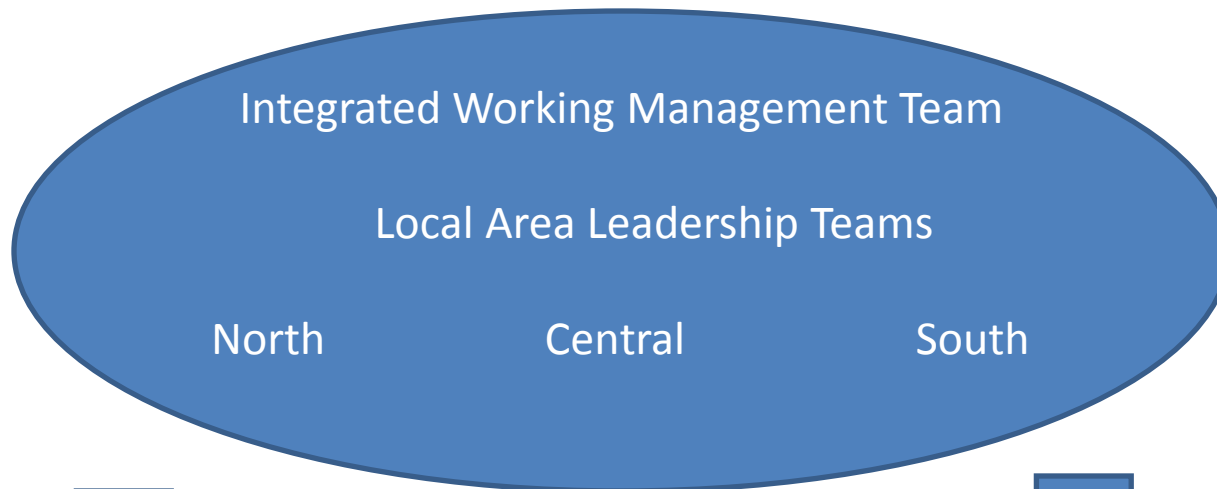 Integrated Working Management Team
Local Area Leadership Teams
North Central South